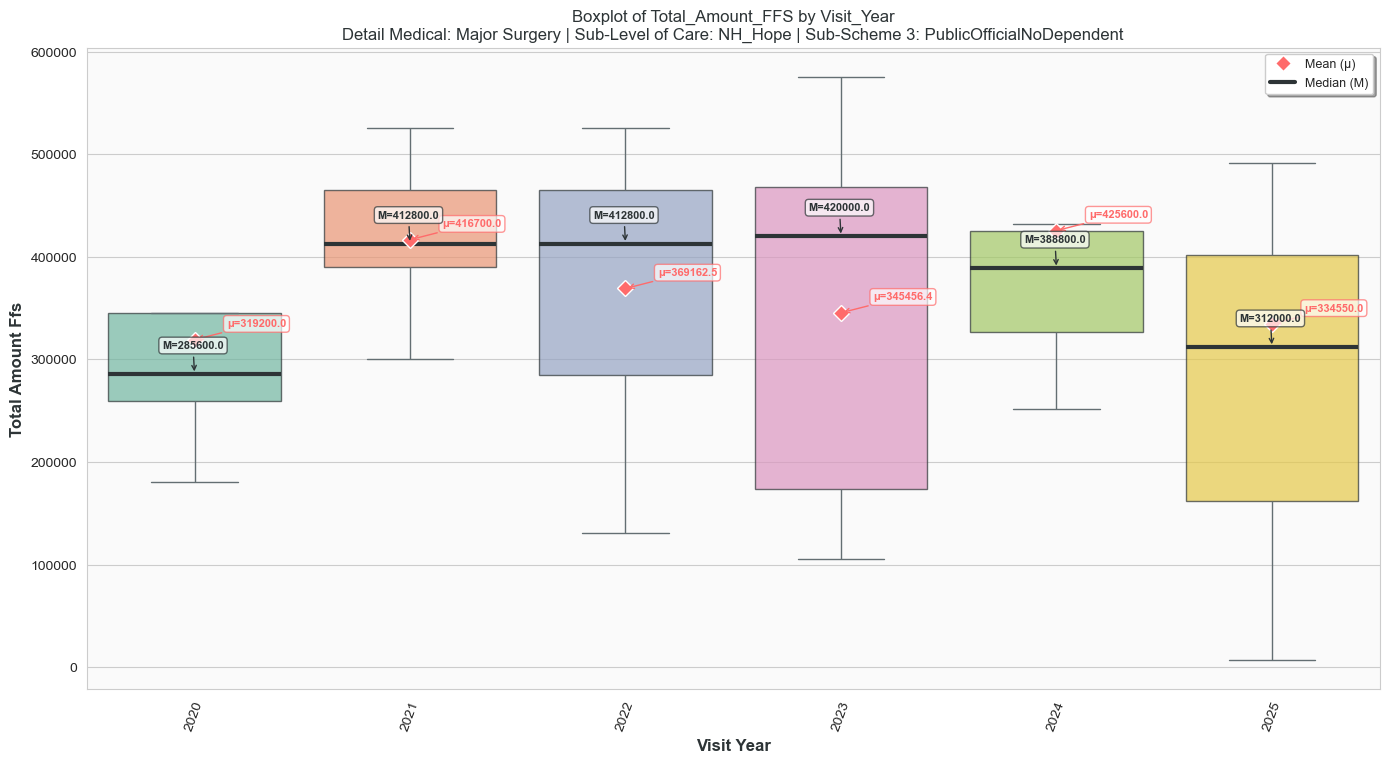 Boxplot of Total_Amount_FFS by Visit_Year
Detail Medical: Major Surgery | Sub-Level of Care: NH_Hope | Sub-Scheme 3: PublicOfficialNoDependent
Mean (μ)
Median (M)
Total Amount Ffs
600000
500000
400000
300000
200000
100000
0
M=285600.0
μ=319200.0
M=412800.0
μ=416700.0
M=412800.0
μ=369162.5
M=420000.0
μ=345456.4
M=388800.0
μ=425600.0
M=312000.0
μ=334550.0
2020
2021
2022
2023
2024
2025
Visit Year